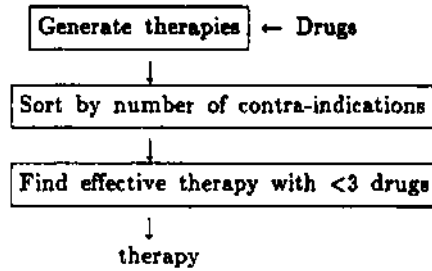 Generate therapies ← Drugs
↓
Sort by number of contra-indications
↓
Find effective therapy with <3 drugs
↓
therapy